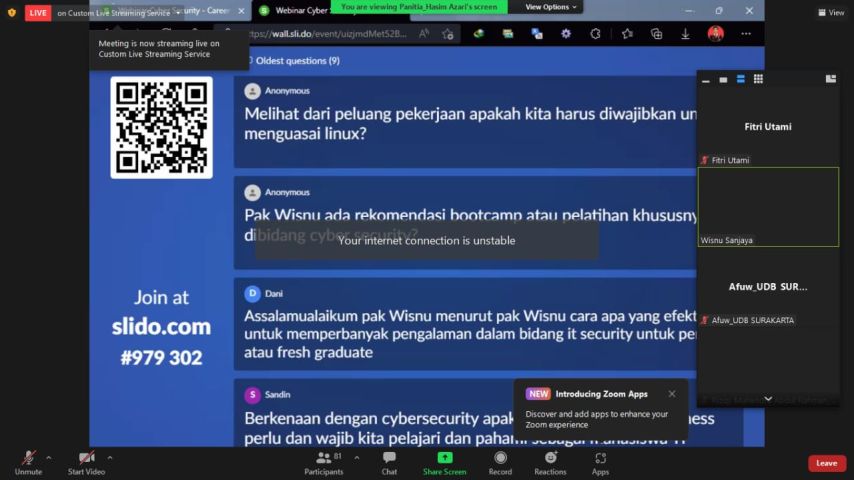 LIVE on Custom Live Streaming Service
Webinar Cyber Security - Career
Webinar Cyber S
You are viewing Panitia_Hasim Azari's screen
View Options
View
Meeting is now streaming live on
Custom Live Streaming Service
https://wall.sli.do/event/uizjmdMet52B...
Oldest questions (9)
Anonymous
Melihat dari peluang pekerjaan apakah kita harus diwajibkan un
menguasai linux?
Anonymous
Pak Wisnu ada rekomendasi bootcamp atau pelatihan khususny
dibidang cyber security?
Your internet connection is unstable
D Dani
Assalamualaikum pak Wisnu menurut pak Wisnu cara apa yang efekt
untuk memperbanyak pengalaman dalam bidang it security untuk pe
atau fresh graduate
S Sandin
Berkenaan dengan cybersecurity apak
ness
perlu dan wajib kita pelajari dan pahami sebagai
Join at
slido.com
#979 302
Fitri Utami
Fitri Utami
Wisnu Sanjaya
Afuw_UDB SUR...
Afuw_UDB SURAKARTA
NEW Introducing Zoom Apps
Discover and add apps to enhance your
Zoom experience
Unmute
Start Video
Participants 81
Chat
Share Screen
Record
Reactions
Apps
Leave